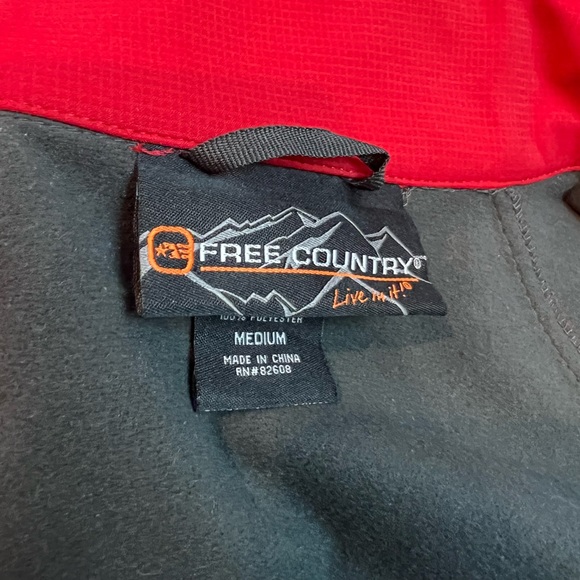 FREE COUNTRY®
Live in it!®
100% POLYESTER
MEDIUM
MADE IN CHINA
RN#82608